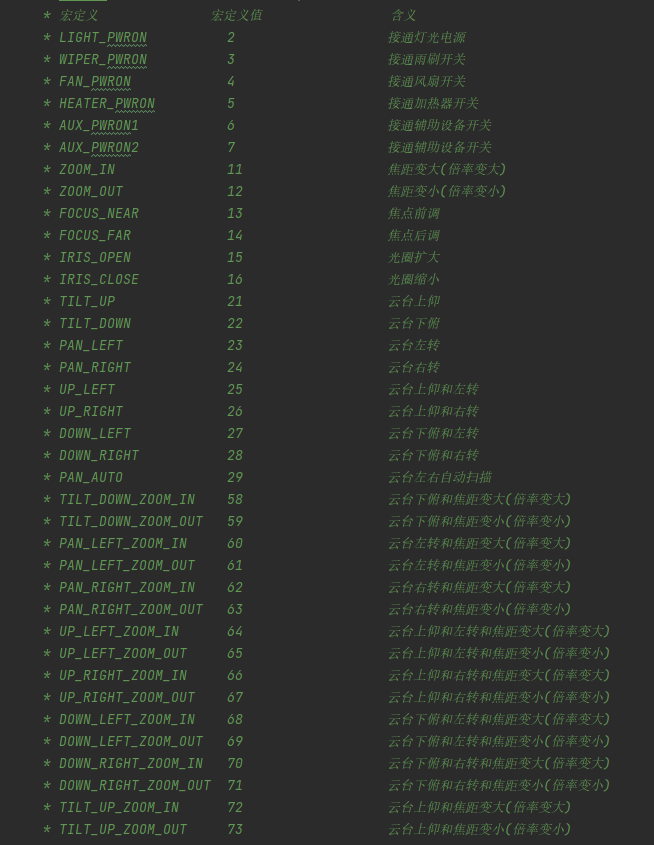 * 宏定义 宏定义值 含义
* LIGHT_PWRON 2 接通灯光电源
* WIPER_PWRON 3 接通雨刷开关
* FAN_PWRON 4 接通风扇开关
* HEATER_PWRON 5 接通加热器开关
* AUX_PWRON1 6 接通辅助设备开关
* AUX_PWRON2 7 接通辅助设备开关
* ZOOM_IN 11 焦距变大(倍率变大)
* ZOOM_OUT 12 焦距变小(倍率变小)
* FOCUS_NEAR 13 焦点前调
* FOCUS_FAR 14 焦点后调
* IRIS_OPEN 15 光圈扩大
* IRIS_CLOSE 16 光圈缩小
* TILT_UP 21 云台上仰
* TILT_DOWN 22 云台下俯
* PAN_LEFT 23 云台左转
* PAN_RIGHT 24 云台右转
* UP_LEFT 25 云台上仰和左转
* UP_RIGHT 26 云台上仰和右转
* DOWN_LEFT 27 云台下俯和左转
* DOWN_RIGHT 28 云台下俯和右转
* PAN_AUTO 29 云台左右自动扫描
* TILT_DOWN_ZOOM_IN 58 云台下俯和焦距变大(倍率变大)
* TILT_DOWN_ZOOM_OUT 59 云台下俯和焦距变小(倍率变小)
* PAN_LEFT_ZOOM_IN 60 云台左转和焦距变大(倍率变大)
* PAN_LEFT_ZOOM_OUT 61 云台左转和焦距变小(倍率变小)
* PAN_RIGHT_ZOOM_IN 62 云台右转和焦距变大(倍率变大)
* PAN_RIGHT_ZOOM_OUT 63 云台右转和焦距变小(倍率变小)
* UP_LEFT_ZOOM_IN 64 云台上仰和左转和焦距变大(倍率变大)
* UP_LEFT_ZOOM_OUT 65 云台上仰和左转和焦距变小(倍率变小)
* UP_RIGHT_ZOOM_IN 66 云台上仰和右转和焦距变大(倍率变大)
* UP_RIGHT_ZOOM_OUT 67 云台上仰和右转和焦距变小(倍率变小)
* DOWN_LEFT_ZOOM_IN 68 云台下俯和左转和焦距变大(倍率变大)
* DOWN_LEFT_ZOOM_OUT 69 云台下俯和左转和焦距变小(倍率变小)
* DOWN_RIGHT_ZOOM_IN 70 云台下俯和右转和焦距变大(倍率变大)
* DOWN_RIGHT_ZOOM_OUT 71 云台下俯和右转和焦距变小(倍率变小)
* TILT_UP_ZOOM_IN 72 云台上仰和焦距变大(倍率变大)
* TILT_UP_ZOOM_OUT 73 云台上仰和焦距变小(倍率变小)